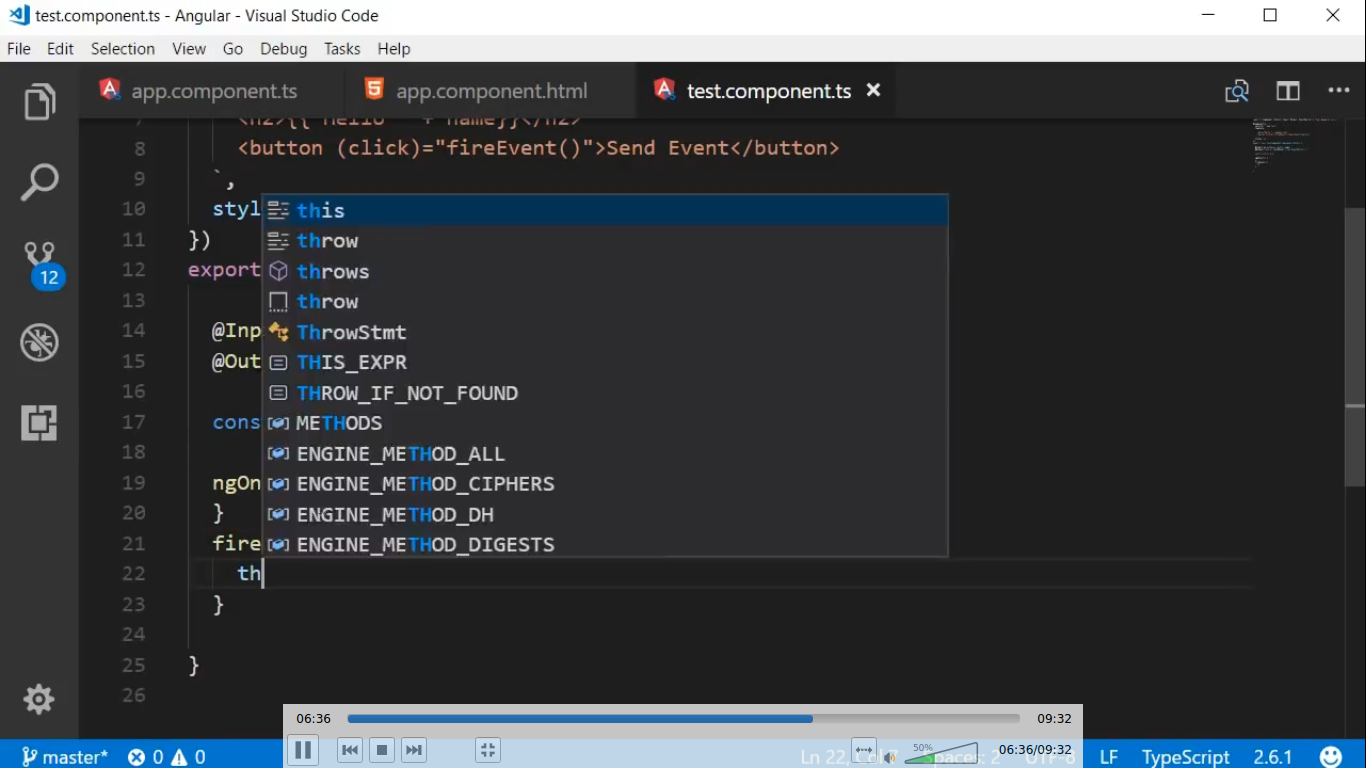 test.component.ts - Angular - Visual Studio Code
File Edit Selection View Go Debug Tasks Help
app.component.ts app.component.html test.component.ts
7 <h2>{{"Hello " + name}}</h2>
8 <button (click)="fireEvent()">Send Event</button>
9 `,
10 styl
this
11 })
throw
12 export
throws
13
throw
14 @Inp
ThrowStmt
15 @Out
THIS_EXPR
16
THROW_IF_NOT_FOUND
17 cons
METHODS
18
ENGINE_METHOD_ALL
19 ngOn
ENGINE_METHOD_CIPHERS
20 }
ENGINE_METHOD_DH
21 fire
ENGINE_METHOD_DIGESTS
22 th
23 }
24
25 }
26
12
06:36 09:32
50% 06:36/09:32
master* 0 0 Ln 22, Col 7 Spaces: 2 UTF-8 LF TypeScript 2.6.1